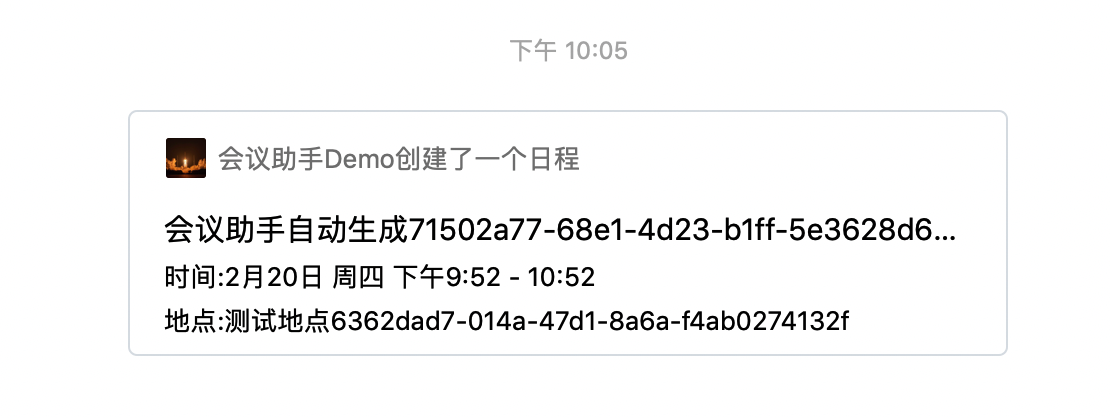 下午 10:05
会议助手Demo创建了一个日程
会议助手自动生成71502a77-68e1-4d23-b1ff-5e3628d6...
时间:2月20日 周四 下午9:52 - 10:52
地点:测试地点6362dad7-014a-47d1-8a6a-f4ab0274132f